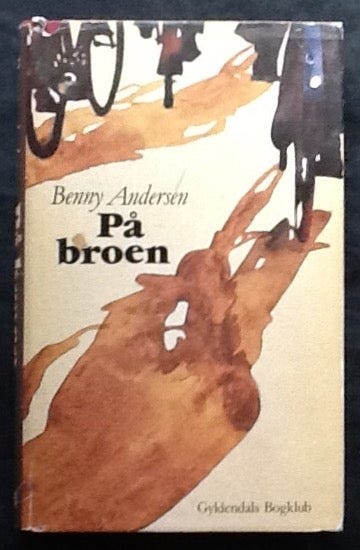 Benny Andersen
På
broen
Gyldendals Bogklub